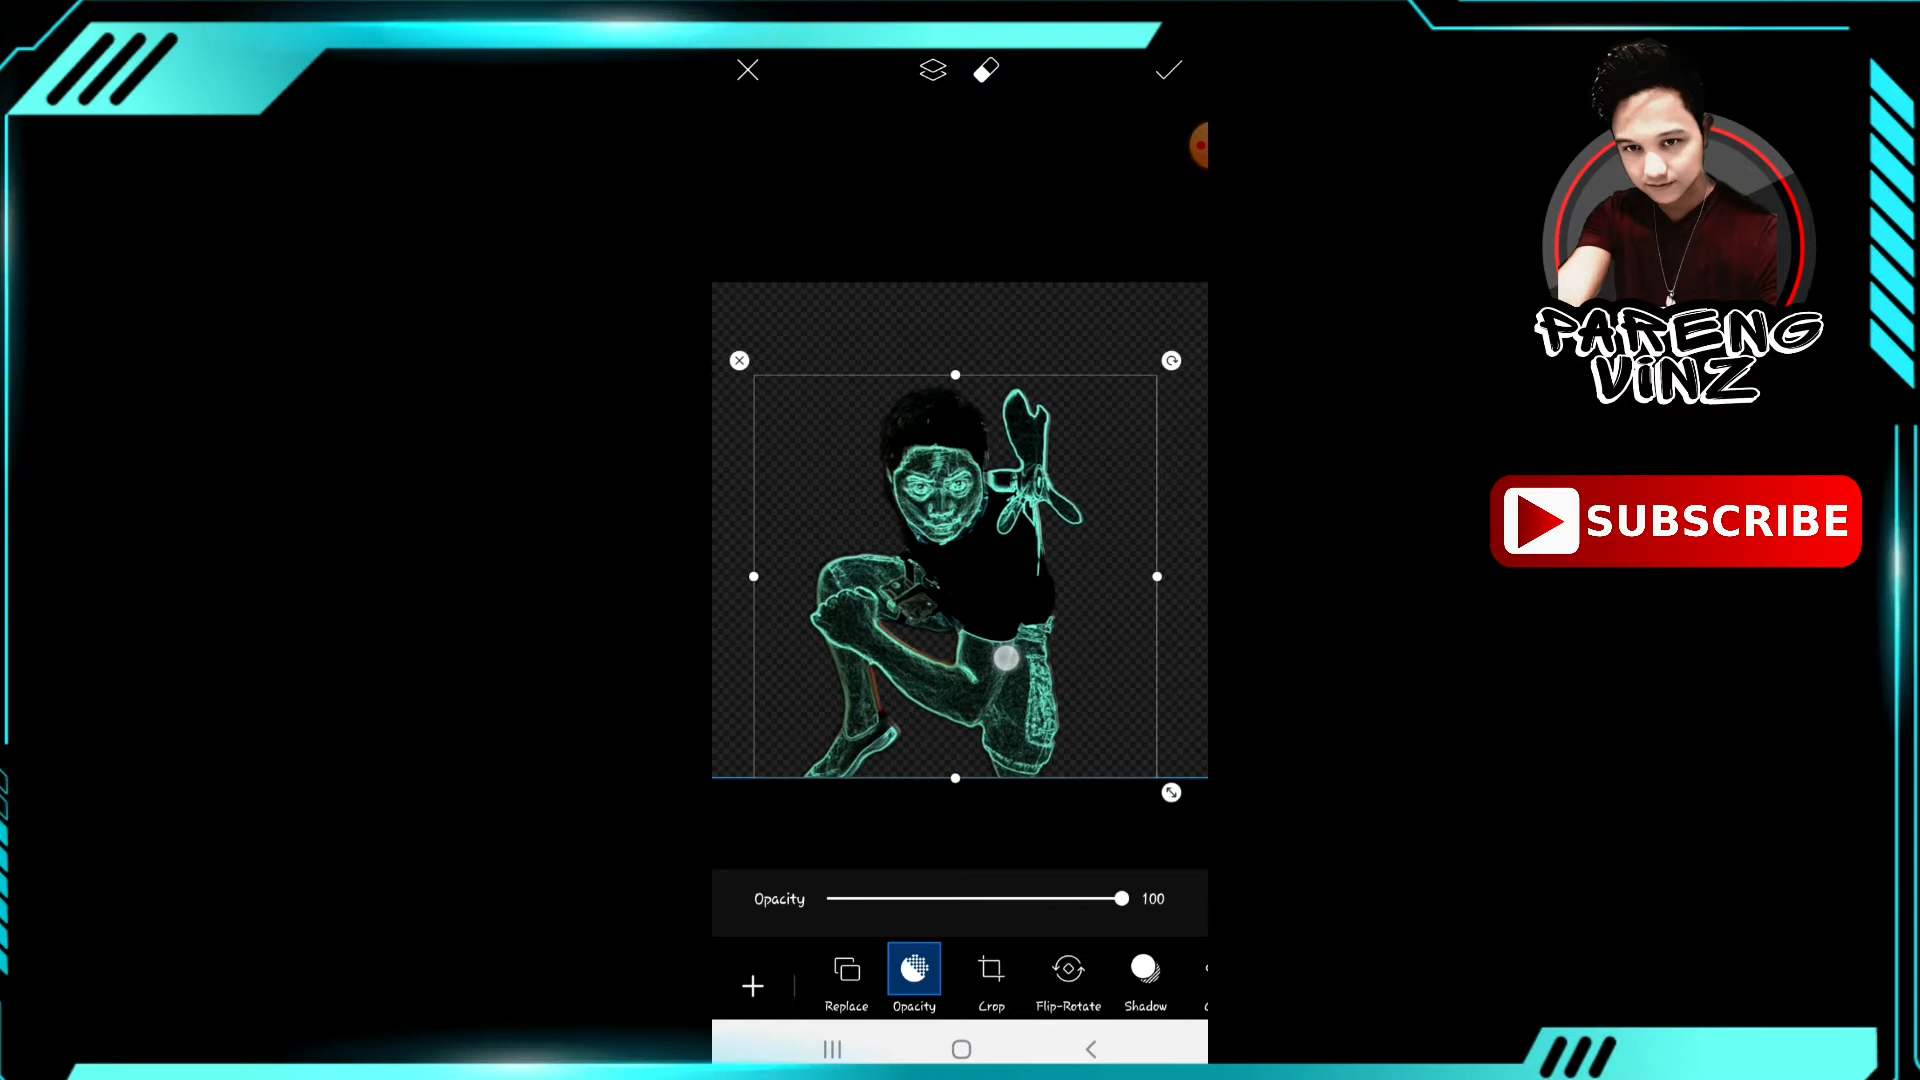 PARENG
ViNZ
SUBSCRIBE
Opacity
100
Replace
Opacity
Crop
Flip-Rotate
Shadow